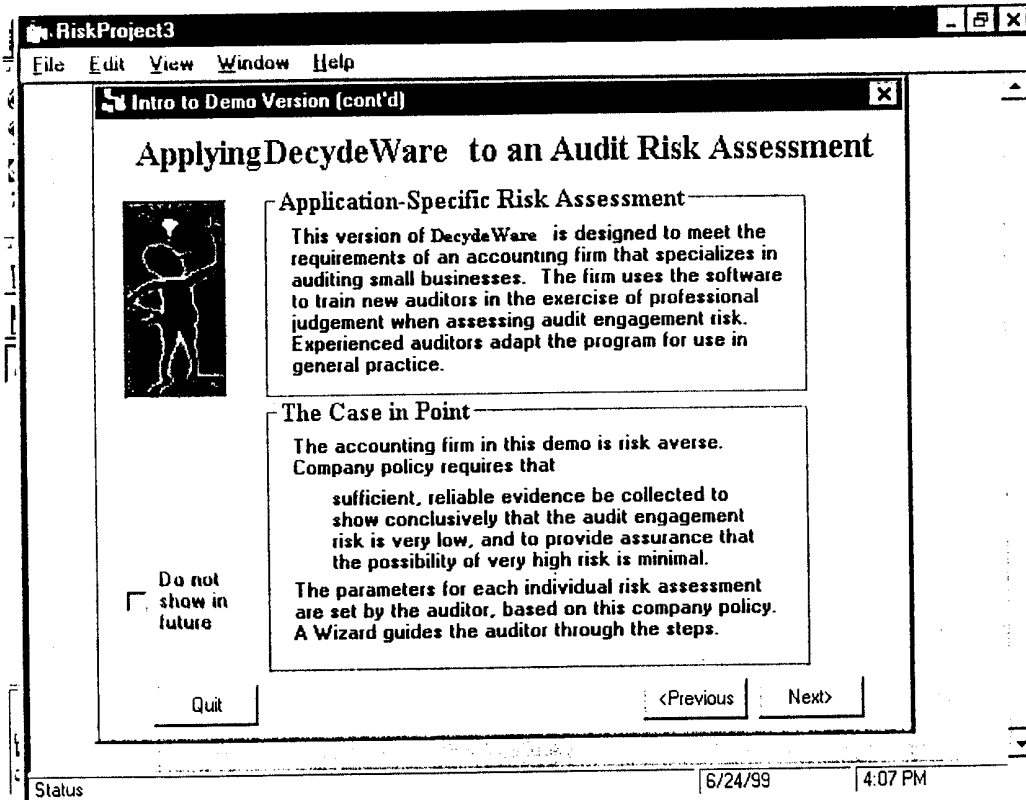 RiskProject3
File Edit View Window Help
Intro to Demo Version (cont'd)
Applying DecydeWare to an Audit Risk Assessment
Application-Specific Risk Assessment
This version of DecydeWare is designed to meet the
requirements of an accounting firm that specializes in
auditing small businesses. The firm uses the software
to train new auditors in the exercise of professional
judgement when assessing audit engagement risk.
Experienced auditors adapt the program for use in
general practice.
The Case in Point
The accounting firm in this demo is risk averse.
Company policy requires that
sufficient, reliable evidence be collected to
show conclusively that the audit engagement
risk is very low, and to provide assurance that
the possibility of very high risk is minimal.
The parameters for each individual risk assessment
are set by the auditor, based on this company policy.
A Wizard guides the auditor through the steps.
Do not
show in
future
Quit
<Previous
Next>
Status
6/24/99
4:07 PM